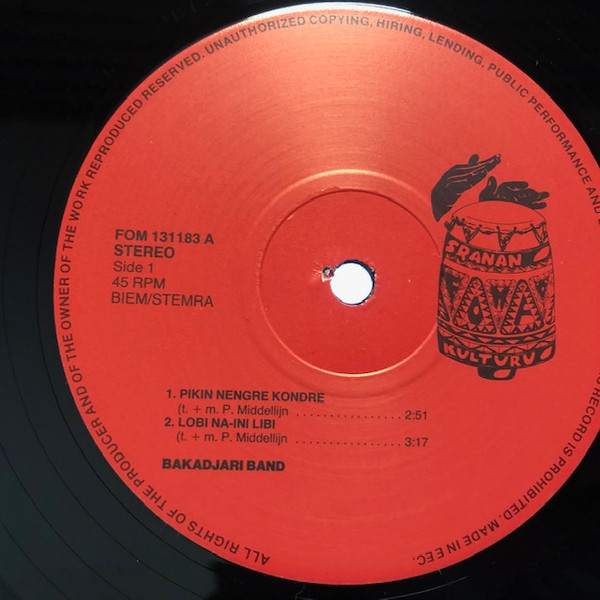 ALL RIGHTS OF THE PRODUCER AND OF THE OWNER OF THE WORK REPRODUCED RESERVED. UNAUTHORIZED COPYING, HIRING, LENDING, PUBLIC PERFORMANCE AND RECORD IS PROHIBITED. MADE IN EEC.
FOM 131183 A
STEREO
Side 1
45 RPM
BIEM/STEMRA
SRANAN
KULTURU
1. PIKIN NENGRE KONDRE
(t. + m. P. Middellijn ................ 2:51
2. LOBI NA-INI LIBI
(t. + m. P. Middellijn ................ 3:17
BAKADJARI BAND